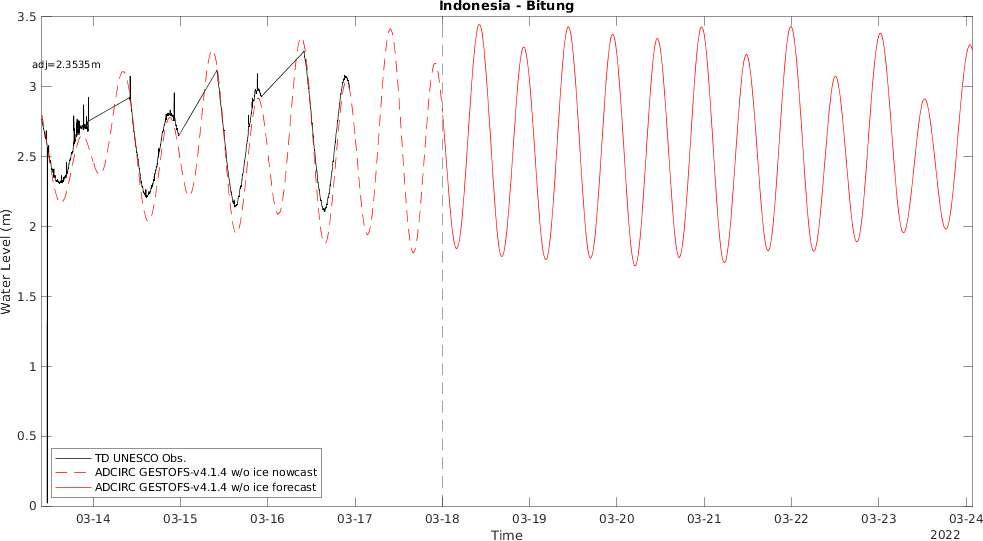 Indonesia - Bitung
adj=2.3535m
Water Level (m)
3.5
3
2.5
2
1.5
1
0.5
0
TD UNESCO Obs.
ADCIRC GESTOFS-v4.1.4 w/o ice nowcast
ADCIRC GESTOFS-v4.1.4 w/o ice forecast
03-14 03-15 03-16 03-17 03-18 03-19 03-20 03-21 03-22 03-23 03-24
Time
2022